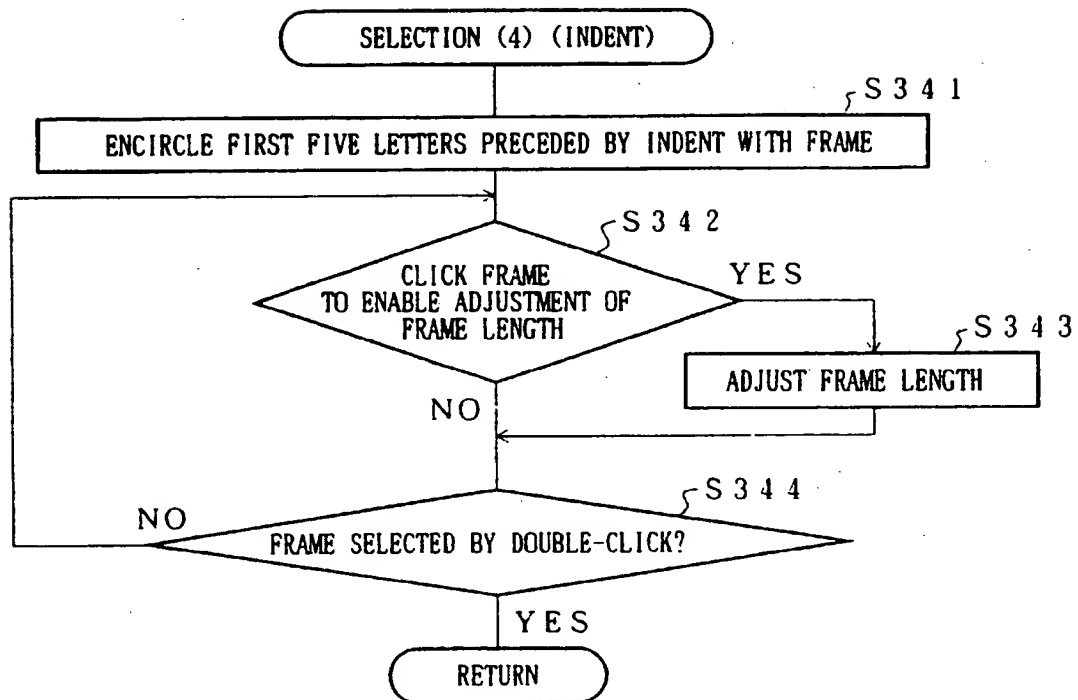 SELECTION (4) (INDENT)
S341
ENCIRCLE FIRST FIVE LETTERS PRECEDED BY INDENT WITH FRAME
S342
CLICK FRAME
TO ENABLE ADJUSTMENT OF
FRAME LENGTH
YES
S343
ADJUST FRAME LENGTH
NO
S344
NO
FRAME SELECTED BY DOUBLE-CLICK?
YES
RETURN